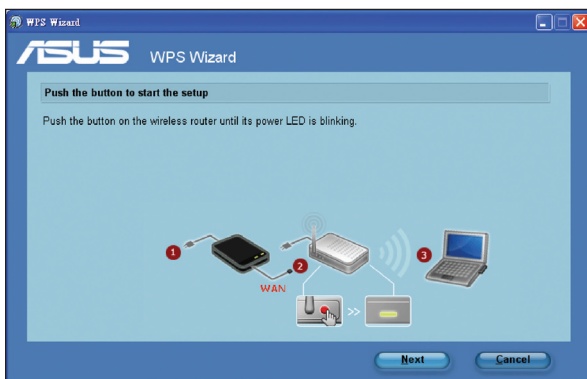 WPS Wizard
ASUS WPS Wizard
Push the button to start the setup
Push the button on the wireless router until its power LED is blinking.
1
2
3
WAN
>>
Next Cancel